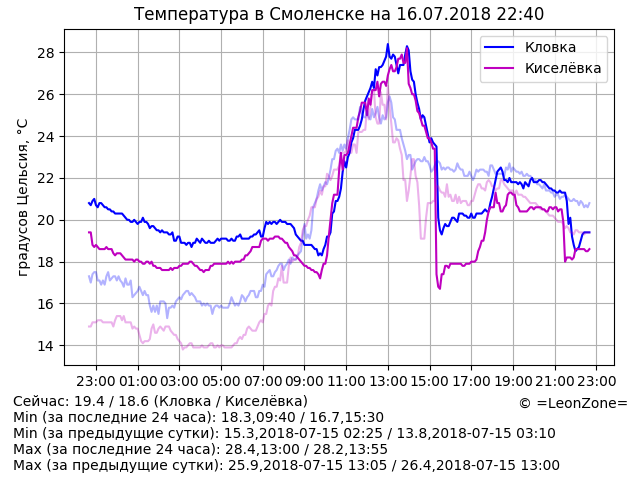 Температура в Смоленске на 16.07.2018 22:40
Кловка
Киселёвка
градусов Цельсия, °C
28
26
24
22
20
18
16
14
23:00 01:00 03:00 05:00 07:00 09:00 11:00 13:00 15:00 17:00 19:00 21:00 23:00
Сейчас: 19.4 / 18.6 (Кловка / Киселёвка)
© =LeonZone=
Min (за последние 24 часа): 18.3,09:40 / 16.7,15:30
Min (за предыдущие сутки): 15.3,2018-07-15 02:25 / 13.8,2018-07-15 03:10
Max (за последние 24 часа): 28.4,13:00 / 28.2,13:55
Max (за предыдущие сутки): 25.9,2018-07-15 13:05 / 26.4,2018-07-15 13:00